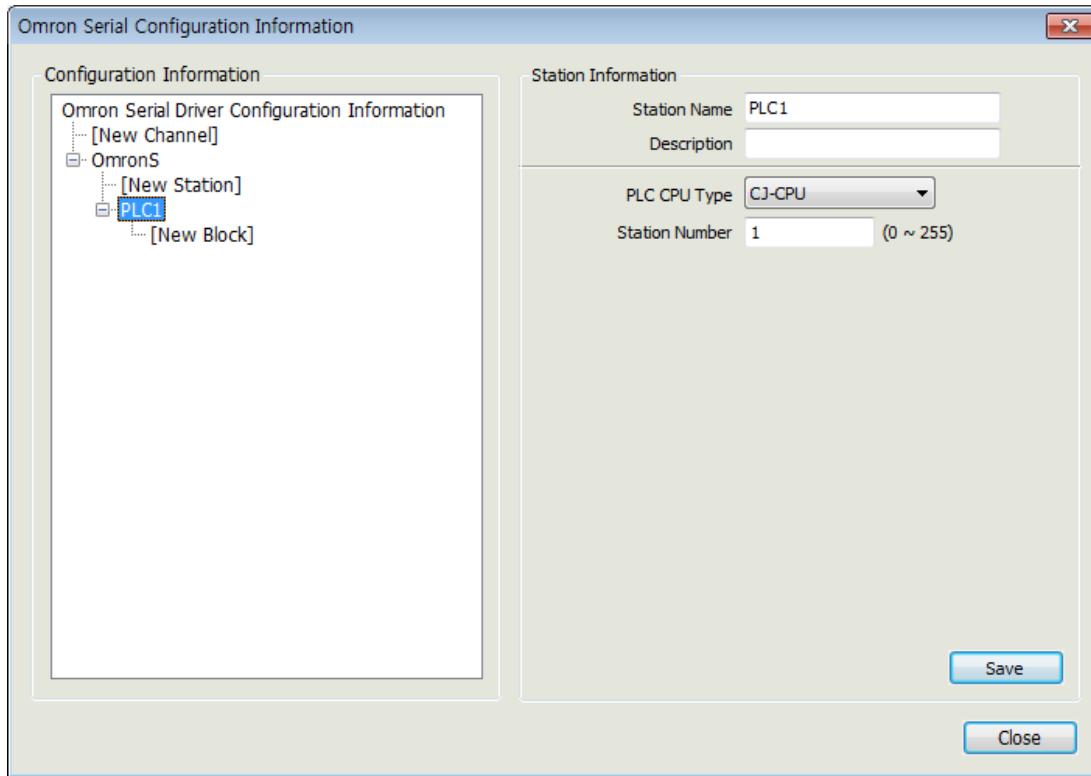 Omron Serial Configuration Information
Configuration Information
Omron Serial Driver Configuration Information
[New Channel]
OmronS
[New Station]
PLC1
[New Block]
Station Information
Station Name PLC1
Description
PLC CPU Type CJ-CPU
Station Number 1 (0 ~ 255)
Save
Close